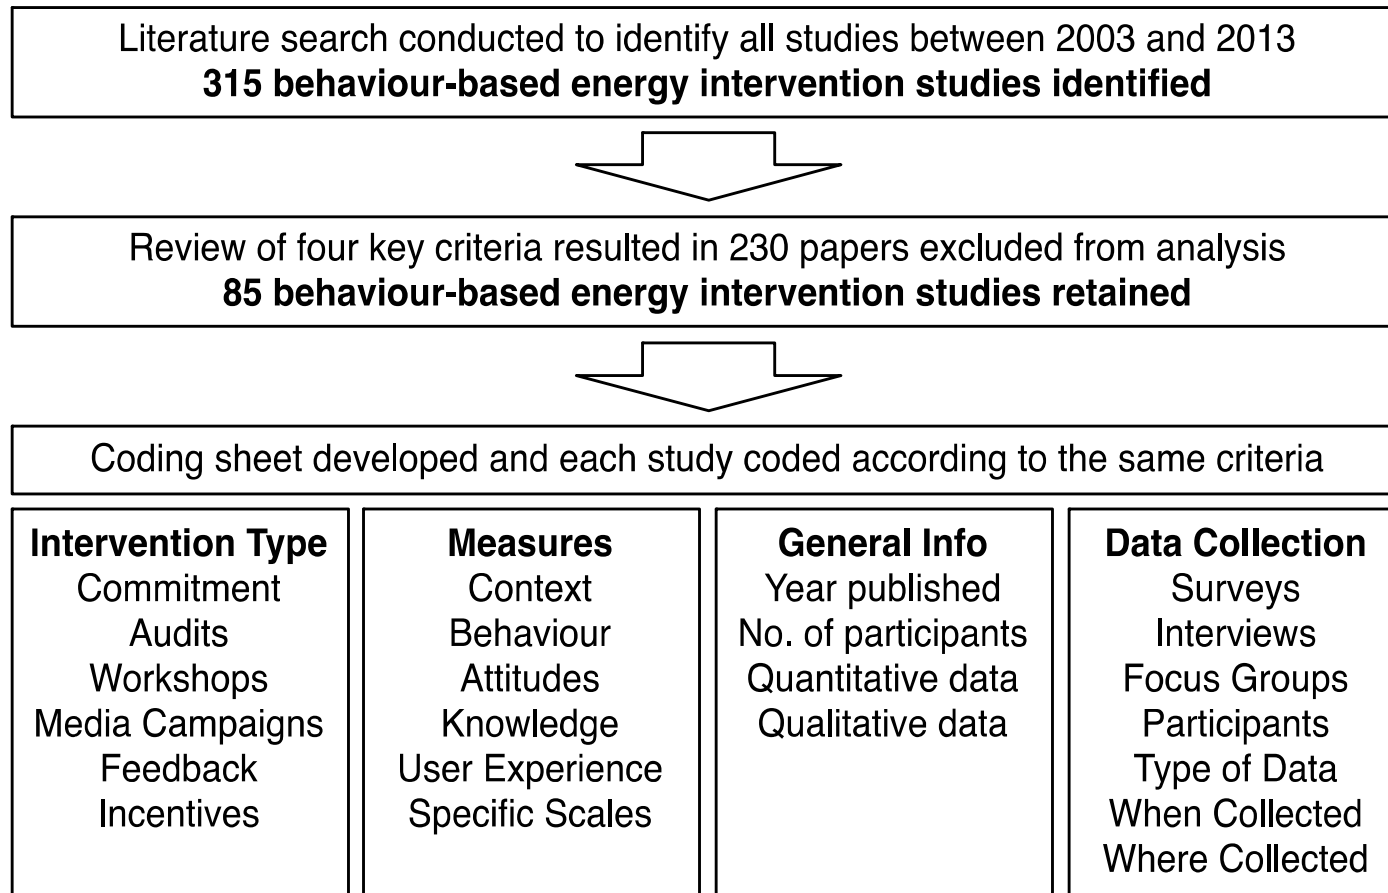 Literature search conducted to identify all studies between 2003 and 2013
315 behaviour-based energy intervention studies identified
Review of four key criteria resulted in 230 papers excluded from analysis
85 behaviour-based energy intervention studies retained
Coding sheet developed and each study coded according to the same criteria
Intervention Type
Commitment
Audits
Workshops
Media Campaigns
Feedback
Incentives
Measures
Context
Behaviour
Attitudes
Knowledge
User Experience
Specific Scales
General Info
Year published
No. of participants
Quantitative data
Qualitative data
Data Collection
Surveys
Interviews
Focus Groups
Participants
Type of Data
When Collected
Where Collected